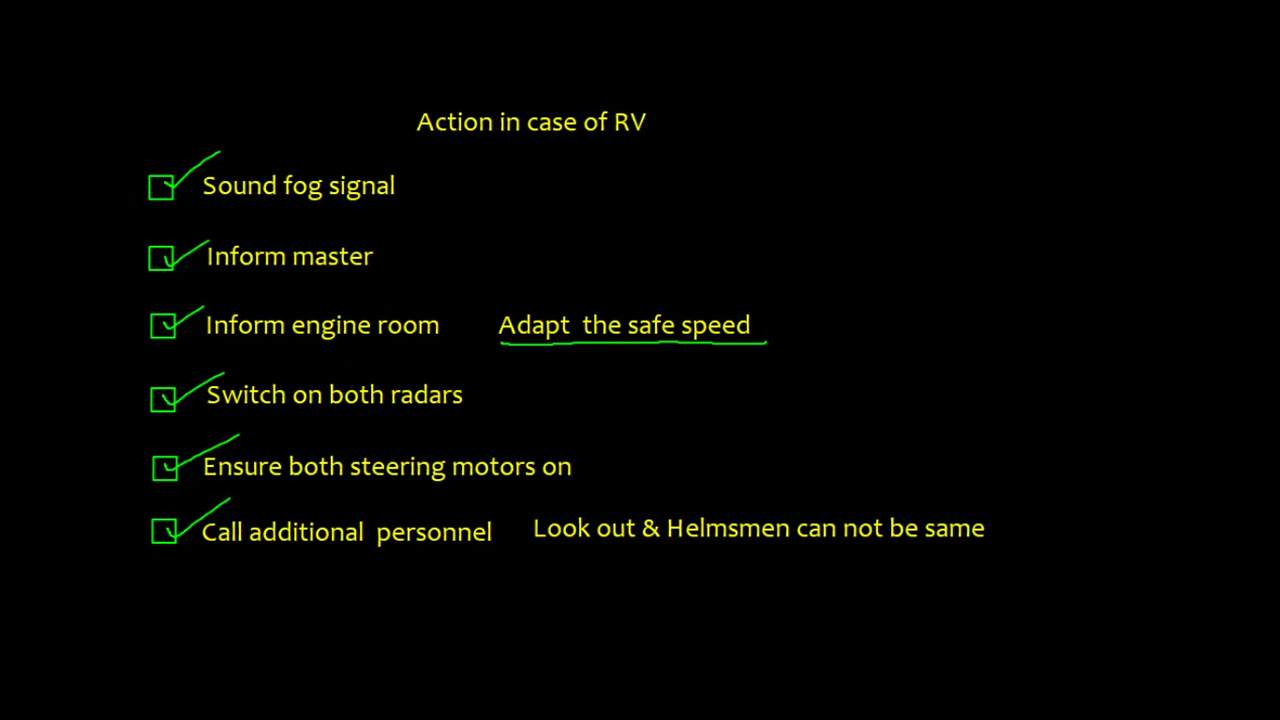 Action in case of RV
Sound fog signal
Inform master
Inform engine room Adapt the safe speed
Switch on both radars
Ensure both steering motors on
Call additional personnel Look out & Helmsmen can not be same